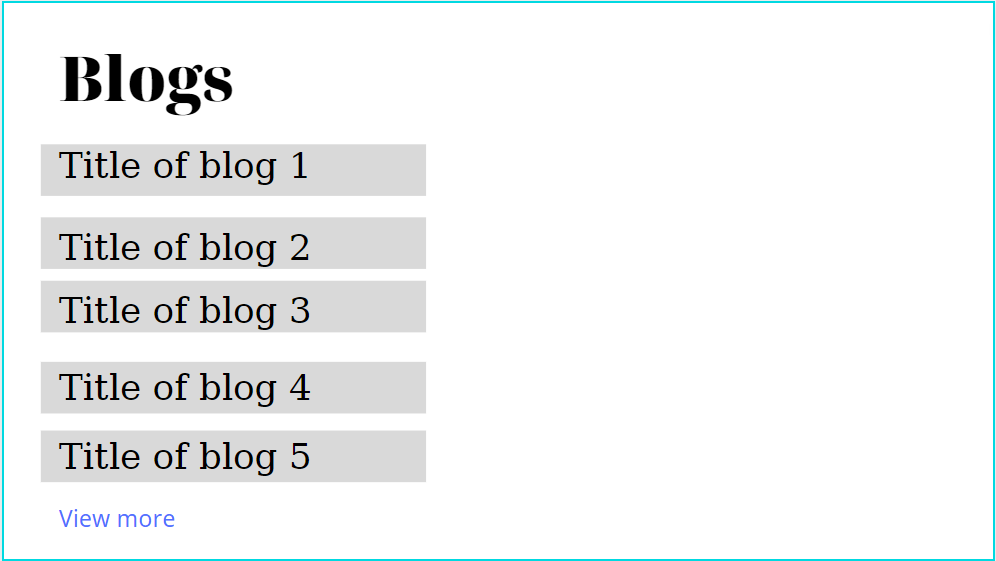 Blogs
Title of blog 1
Title of blog 2
Title of blog 3
Title of blog 4
Title of blog 5
View more